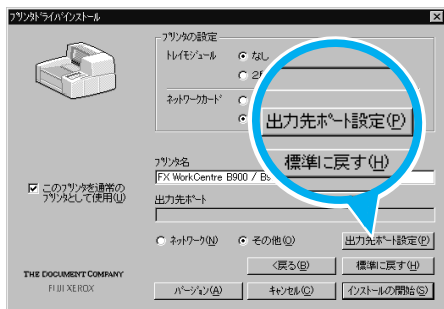 プリンタドライバインストール
プリンタの設定
トレイモジュール
なし
ネットワークカード
出力先ポート設定(P)
標準に戻す(H)
プリンタ名
FX WorkCentre B900 /
このプリンタを通常の
プリンタとして使用(U)
出力先ポート
ネットワーク(N) その他(O) 出力先ポート設定(P)
<戻る(B) 標準に戻す(H)
THE DOCUMENT COMPANY
FUJI XEROX
バージョン(A) キャンセル(C) インストールの開始(S)